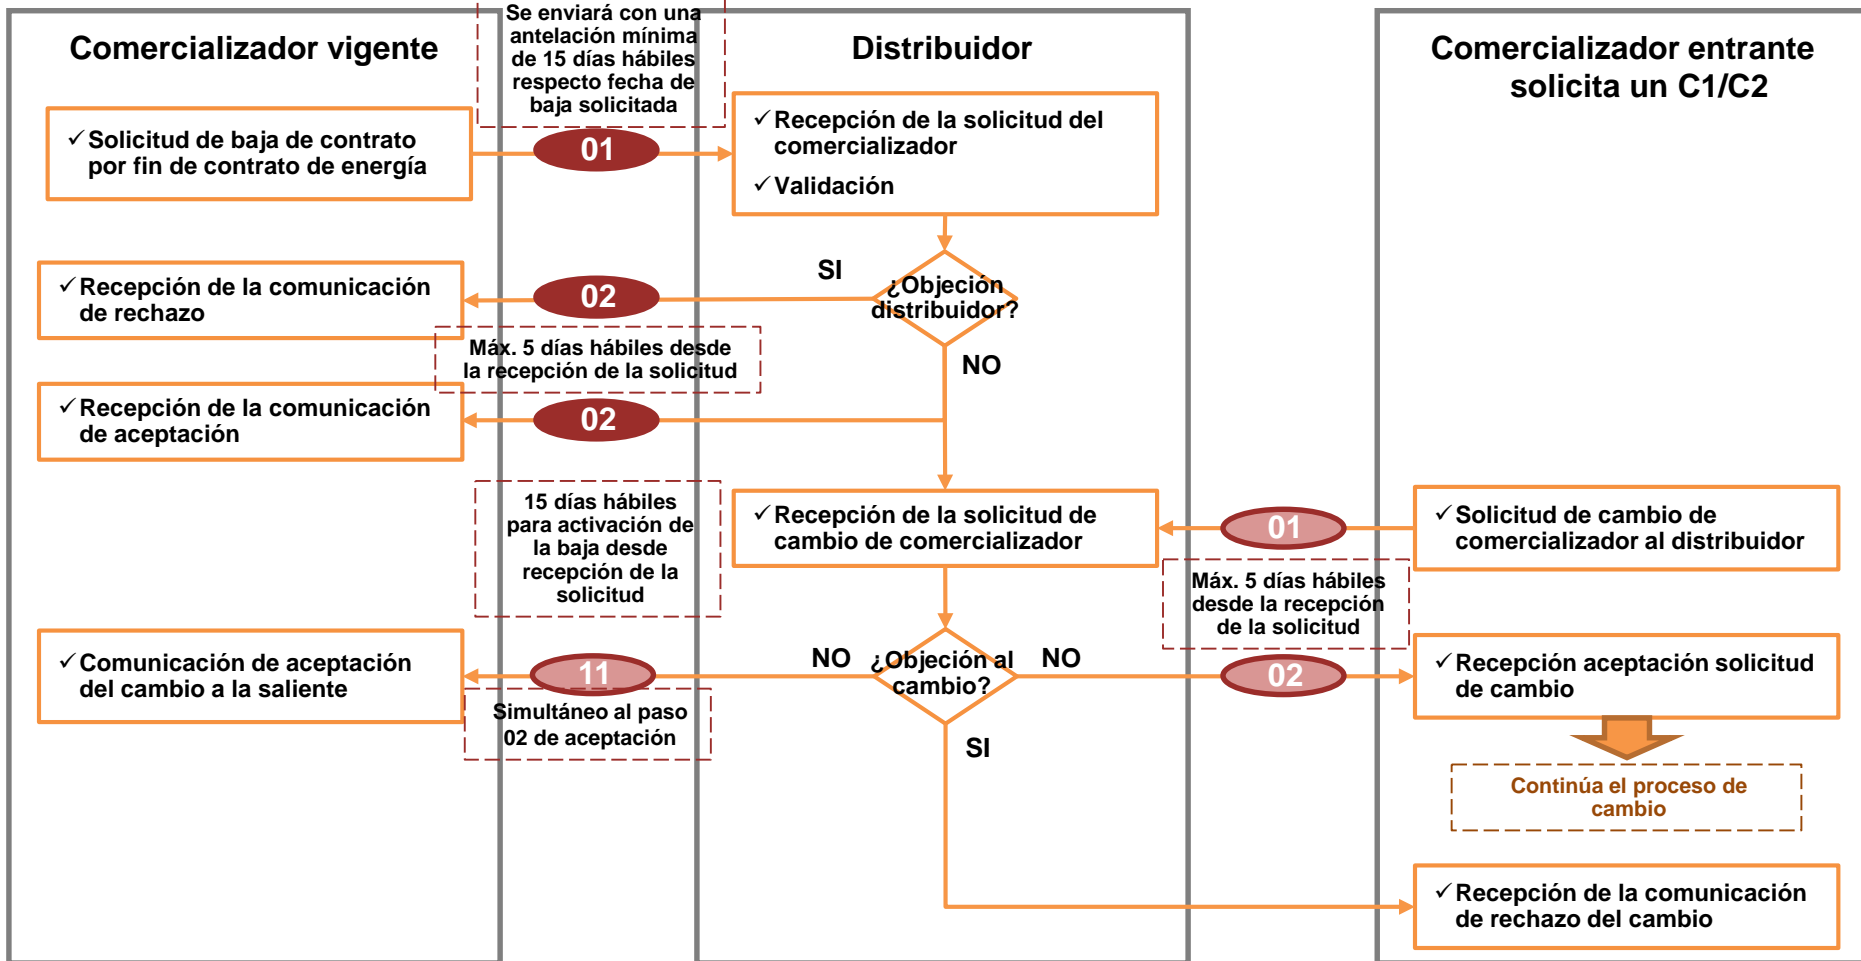 Comercializador vigente
Se enviará con una
antelación mínima
de 15 días hábiles
respecto fecha de
baja solicitada
Distribuidor
Comercializador entrante
solicita un C1/C2
✓Solicitud de baja de contrato
por fin de contrato de energía
01
✓Recepción de la solicitud del
comercializador
✓Validación
SI
¿Objeción
distribuidor?
✓Recepción de la comunicación
de rechazo
02
Máx. 5 días hábiles desde
la recepción de la solicitud
NO
✓Recepción de la comunicación
de aceptación
02
15 días hábiles
para activación de
la baja desde
recepción de la
solicitud
✓Recepción de la solicitud de
cambio de comercializador
01
✓Solicitud de cambio de
comercializador al distribuidor
Máx. 5 días hábiles
desde la recepción
de la solicitud
✓Comunicación de aceptación
del cambio a la saliente
11
Simultáneo al paso
02 de aceptación
NO
¿Objeción al
cambio?
NO
02
✓Recepción aceptación solicitud
de cambio
SI
Continúa el proceso de
cambio
✓Recepción de la comunicación
de rechazo del cambio